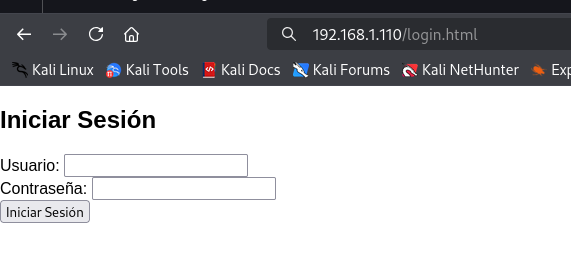 192.168.1.110/login.html
Kali Linux Kali Tools Kali Docs Kali Forums Kali NetHunter Exp
Iniciar Sesión
Usuario:
Contraseña:
Iniciar Sesión